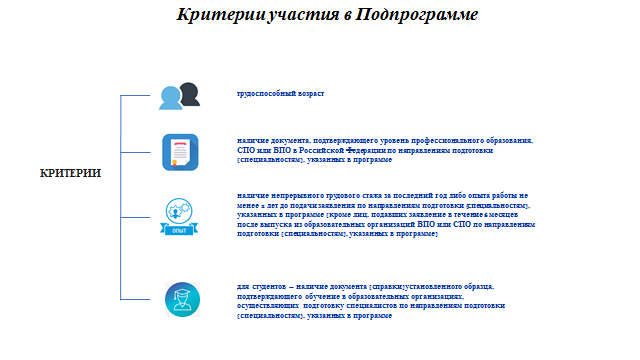 Критерии участия в Подпрограмме
трудоспособный возраст
наличие документа, подтверждающего уровень профессионального образования,
СПО или ВПО в Российской Федерации по направлениям подготовки
(специальностям), указанных в программе
КРИТЕРИИ
наличие непрерывного трудового стажа за последний год либо опыта работы не
менее 2 лет до подачи заявления по направлениям подготовки (специальностям),
указанных в программе (кроме лиц, подавших заявление в течение 6 месяцев
после выпуска из образовательных организаций ВПО или СПО по направлениям
подготовки (специальностям), указанных в программе)
ОПЫТ
для студентов – наличие документа (справки)установленного образца,
подтверждающего обучение в образовательных организациях,
осуществляющих подготовку специалистов по направлениям подготовки
(специальностям), указанных в программе